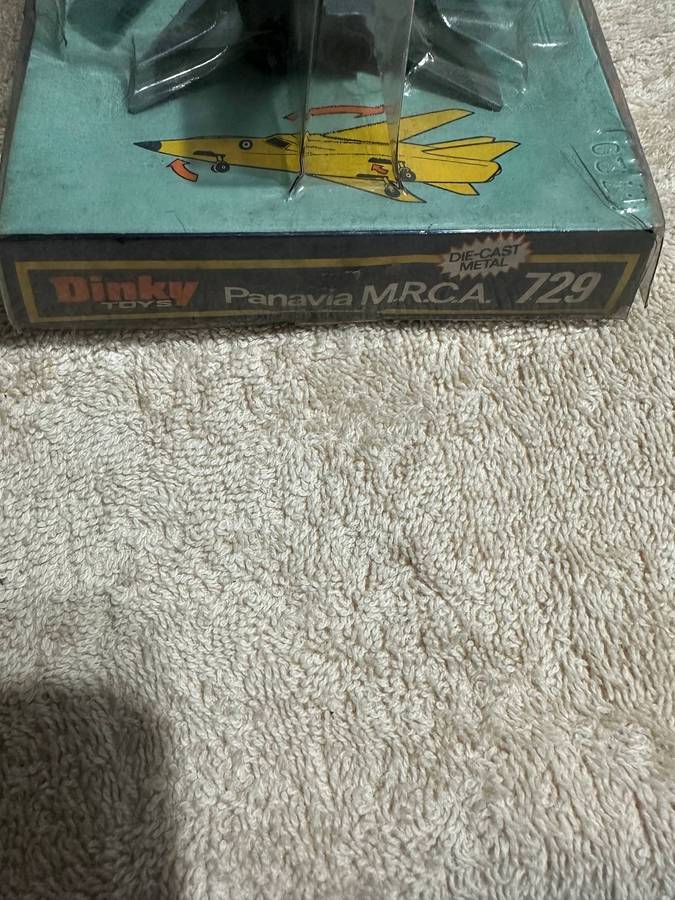 Dinky
TOYS
Panavia M.R.C.A.
DIE-CAST
METAL
729